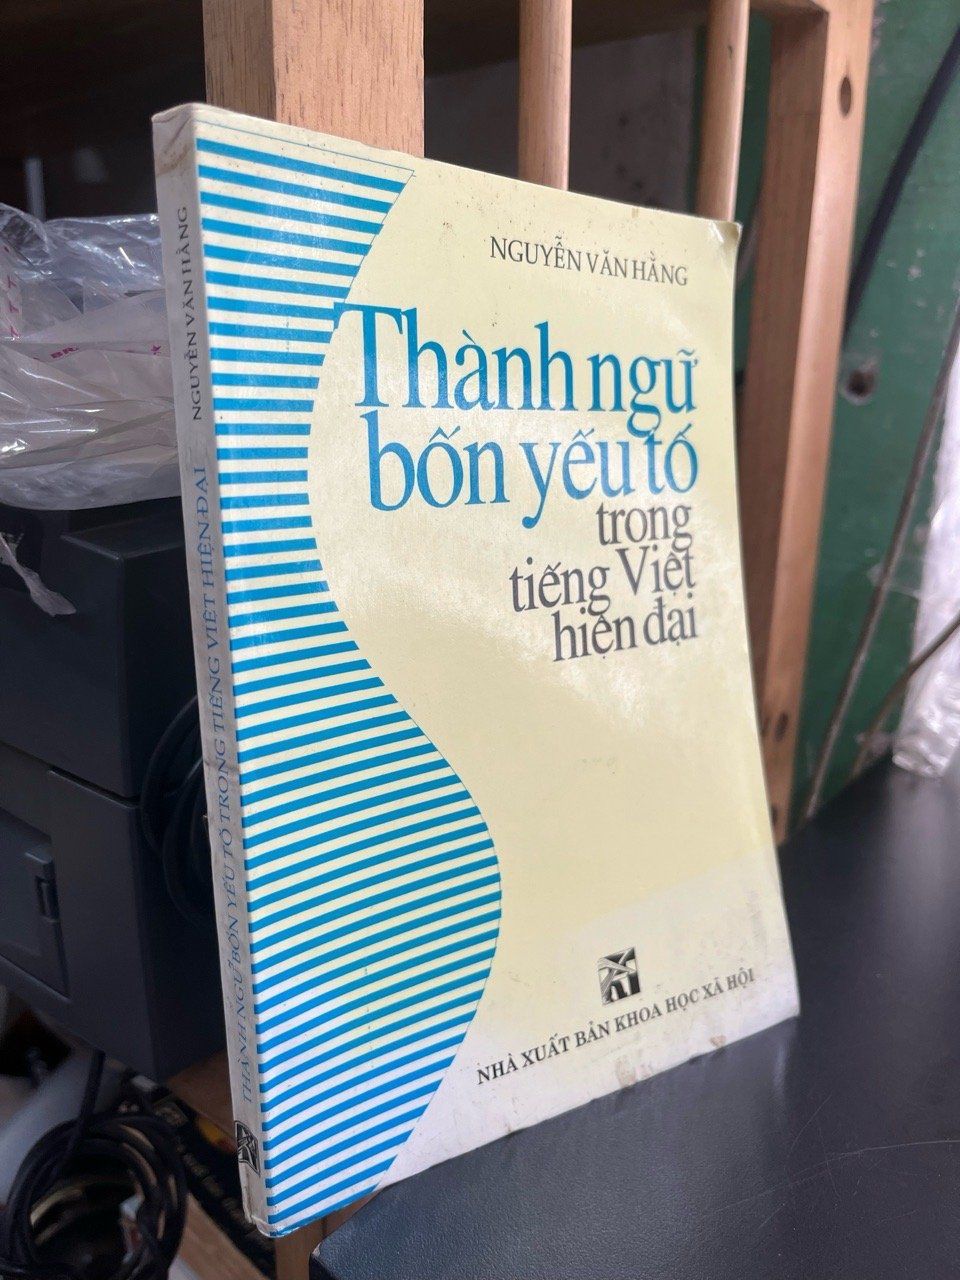 NGUYỄN VĂN HẰNG
Thành ngữ
bốn yếu tố
trong
tiếng Việt
hiện đại
NHÀ XUẤT BẢN KHOA HỌC XÃ HỘI
NGUYỄN VĂN HẰNG
THÀNH NGỮ BỐN YẾU TỐ TRONG TIẾNG VIỆT HIỆN ĐẠI